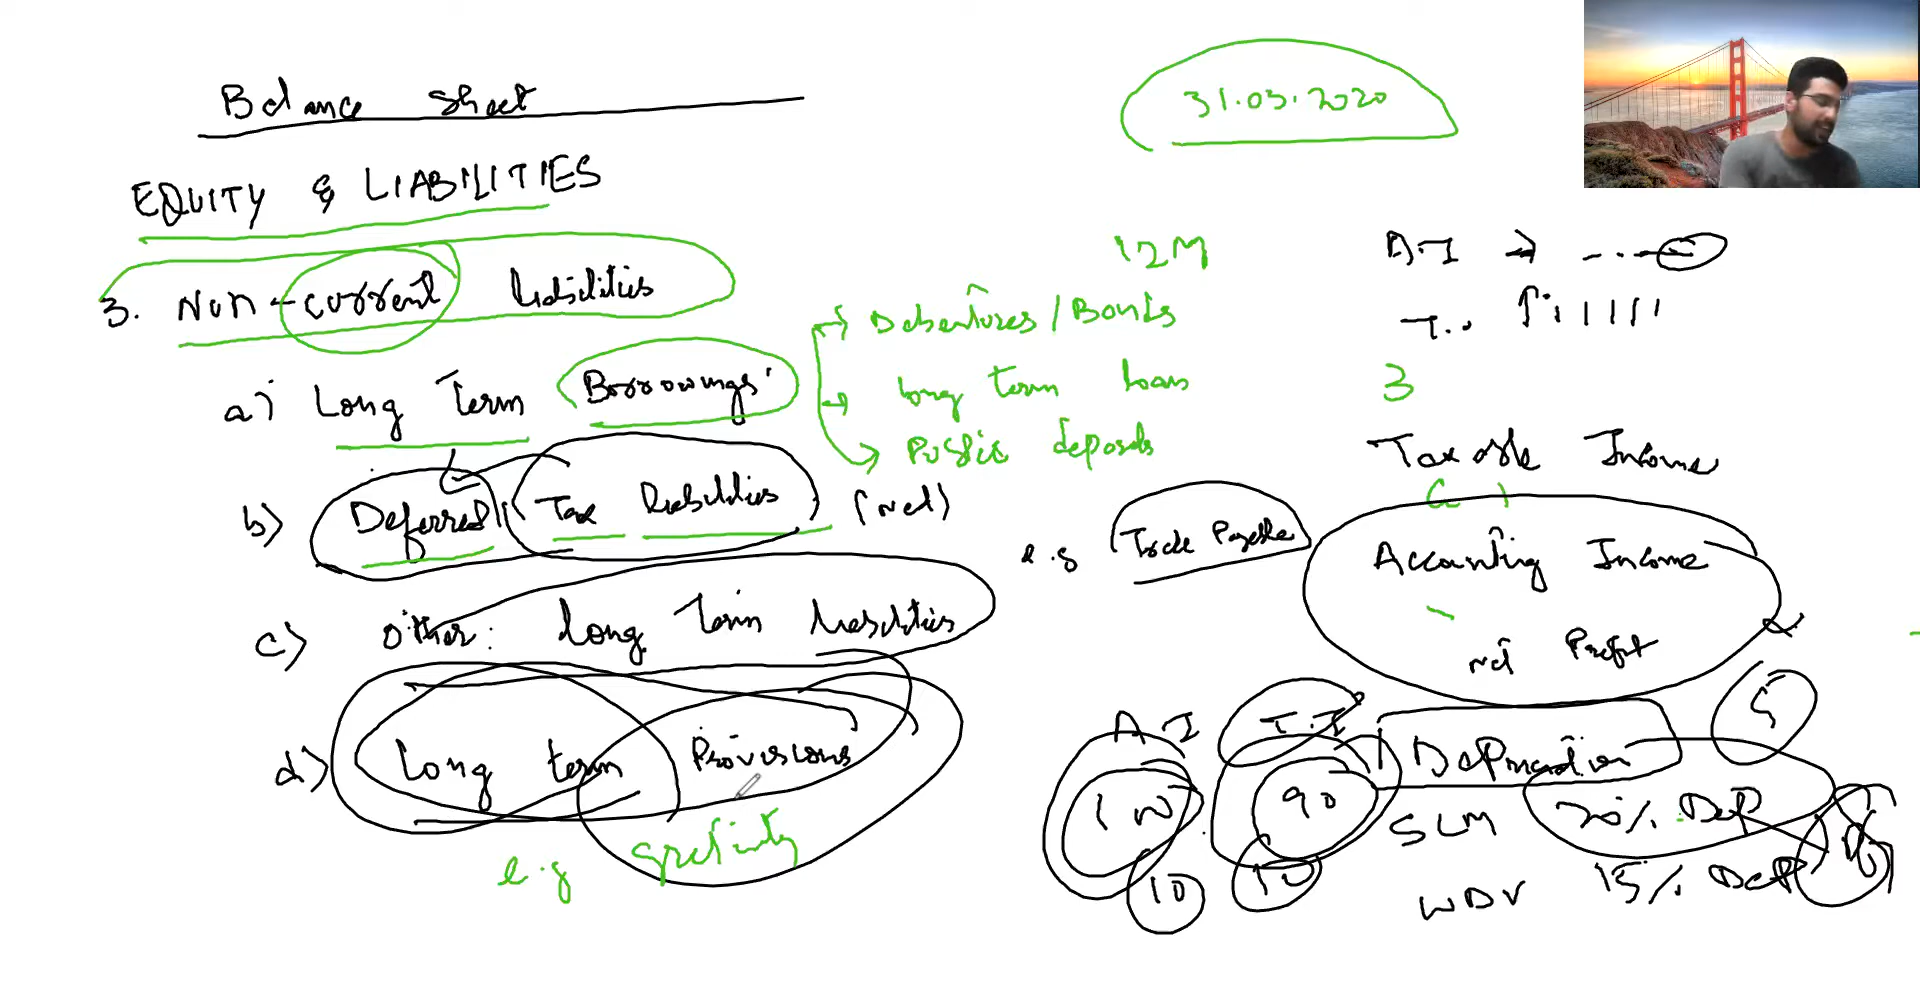 Balance Sheet
31.03.2020
EQUITY & LIABILITIES
3. Non-current liabilities
12M
A.I → ....
→ Debentures / Bonds
T..
a) Long Term Borrowings
→ long term loan
3
→ Public deposits
Taxable Income
b) Deferred Tax Liabilities (net)
e.g Trade Payable
Accounting Income
c) Other Long Term liabilities
net Profit
A I T.I
5
d) Long term Provisions
Depreciation
100 90
SLM 20% Dep
e.g gratuity
10 10
WDV 15% Dep